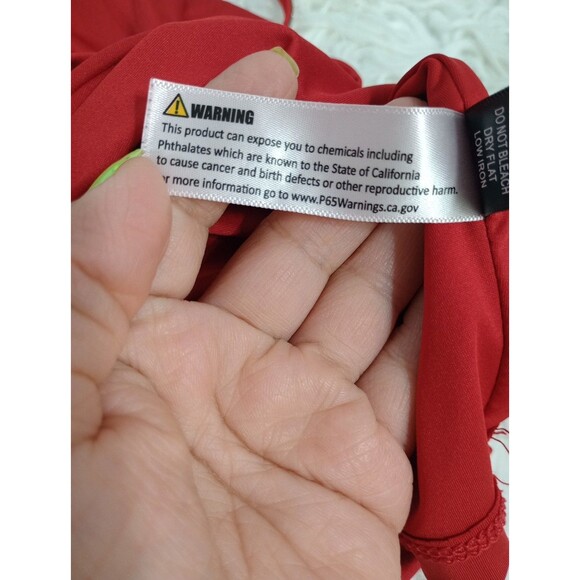 WARNING
This product can expose you to chemicals including
Phthalates which are known to the State of California
to cause cancer and birth defects or other reproductive harm.
or more information go to www.P65Warnings.ca.gov
DO NOT BLEACH
DRY FLAT
LOW IRON